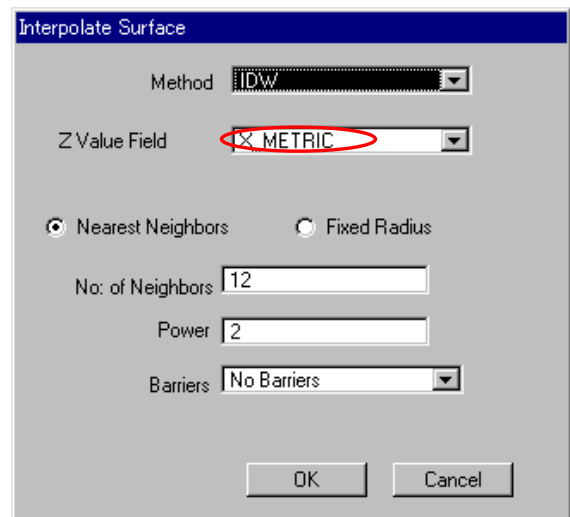 Interpolate Surface
Method IDW
Z Value Field X_METRIC
Nearest Neighbors Fixed Radius
No: of Neighbors 12
Power 2
Barriers No Barriers
OK Cancel